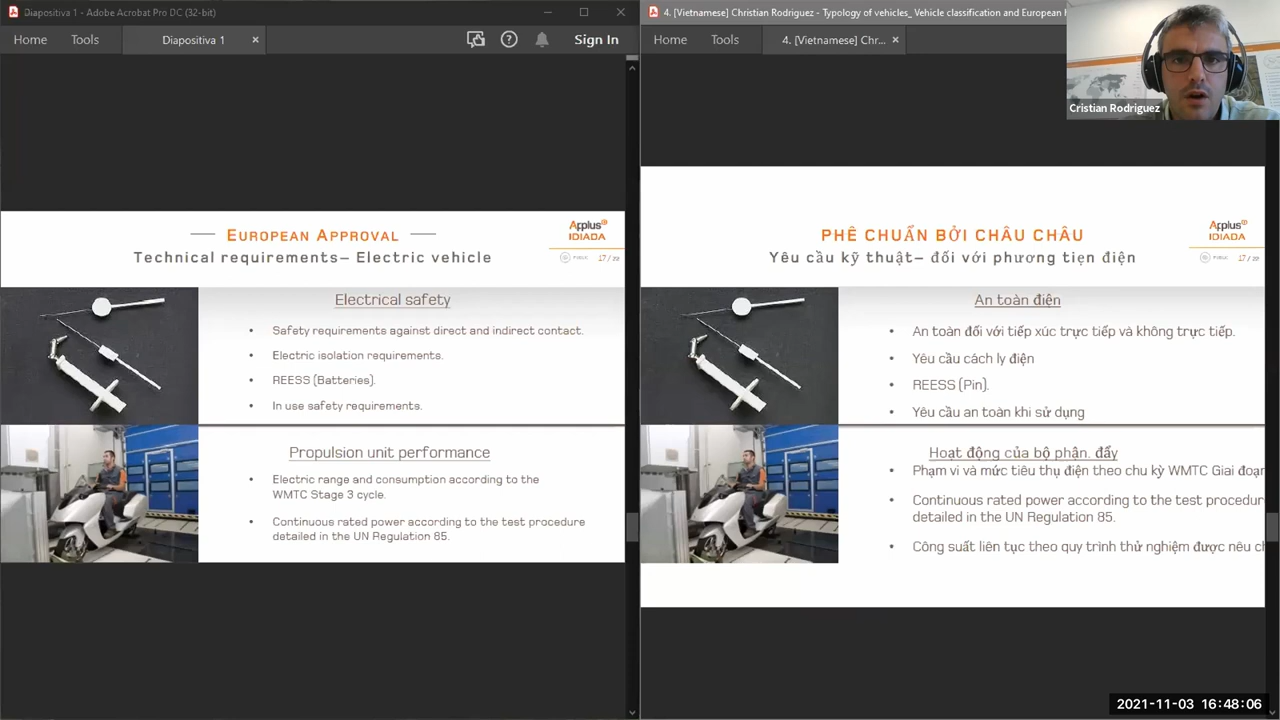 Diapositiva 1 - Adobe Acrobat Pro DC (32-bit)
Home
Tools
Diapositiva 1
Sign In
EUROPEAN APPROVAL
Technical requirements– Electric vehicle
Applus
IDIADA
PUBLIC
17 / 22
Electrical safety
• Safety requirements against direct and indirect contact.
• Electric isolation requirements.
• REESS (Batteries).
• In use safety requirements.
Propulsion unit performance
• Electric range and consumption according to the
WMTC Stage 3 cycle.
• Continuous rated power according to the test procedure
detailed in the UN Regulation 85.
4. [Vietnamese] Christian Rodriguez - Typology of vehicles_ Vehicle classification and European
Home
Tools
4. [Vietnamese] Chr...
Cristian Rodriguez
PHÊ CHUẨN BỞI CHÂU CHÂU
Yêu cầu kỹ thuật– đối với phương tiện điện
Applus
IDIADA
PUBLIC
17 / 22
An toàn điện
• An toàn đối với tiếp xúc trực tiếp và không trực tiếp.
• Yêu cầu cách ly điện
• REESS (Pin).
• Yêu cầu an toàn khi sử dụng
Hoạt động của bộ phận. đẩy
• Phạm vi và mức tiêu thụ điện theo chu kỳ WMTC Giai đoạn
• Continuous rated power according to the test procedur
detailed in the UN Regulation 85.
• Công suất liên tục theo quy trình thử nghiệm được nêu ch
2021-11-03 16:48:06